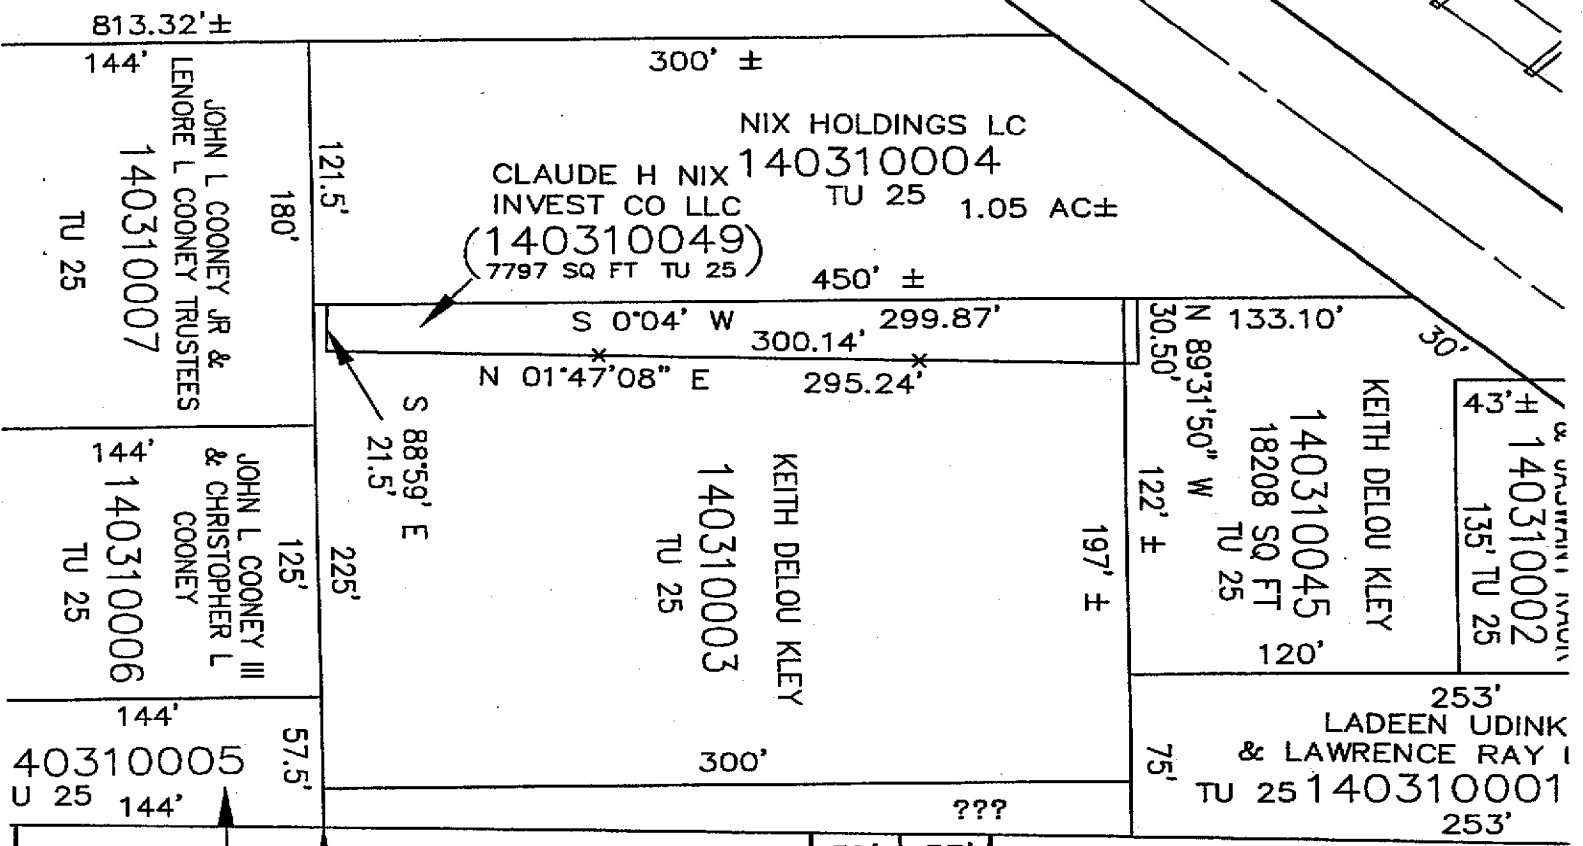 813.32'±
144'
JOHN L COONEY JR &
LENORE L COONEY TRUSTEES
140310007
TU 25
180'
121.5'
300' ±
NIX HOLDINGS LC
140310004
TU 25
1.05 AC±
CLAUDE H NIX
INVEST CO LLC
(140310049)
(7797 SQ FT TU 25)
450' ±
S 0°04' W
299.87'
300.14'
N 01°47'08" E
295.24'
S 88°59' E
21.5'
30.50'
N 89°31'50" W
133.10'
30'
KEITH DELOU KLEY
140310045
18208 SQ FT
TU 25
122' ±
120'
43'±
140310002
135' TU 25
144'
JOHN L COONEY III
& CHRISTOPHER L
COONEY
140310006
TU 25
125'
225'
KEITH DELOU KLEY
140310003
TU 25
197' ±
300'
144'
40310005
U 25
144'
57.5'
???
75'
253'
LADEEN UDINK
& LAWRENCE RAY
TU 25 140310001
253'